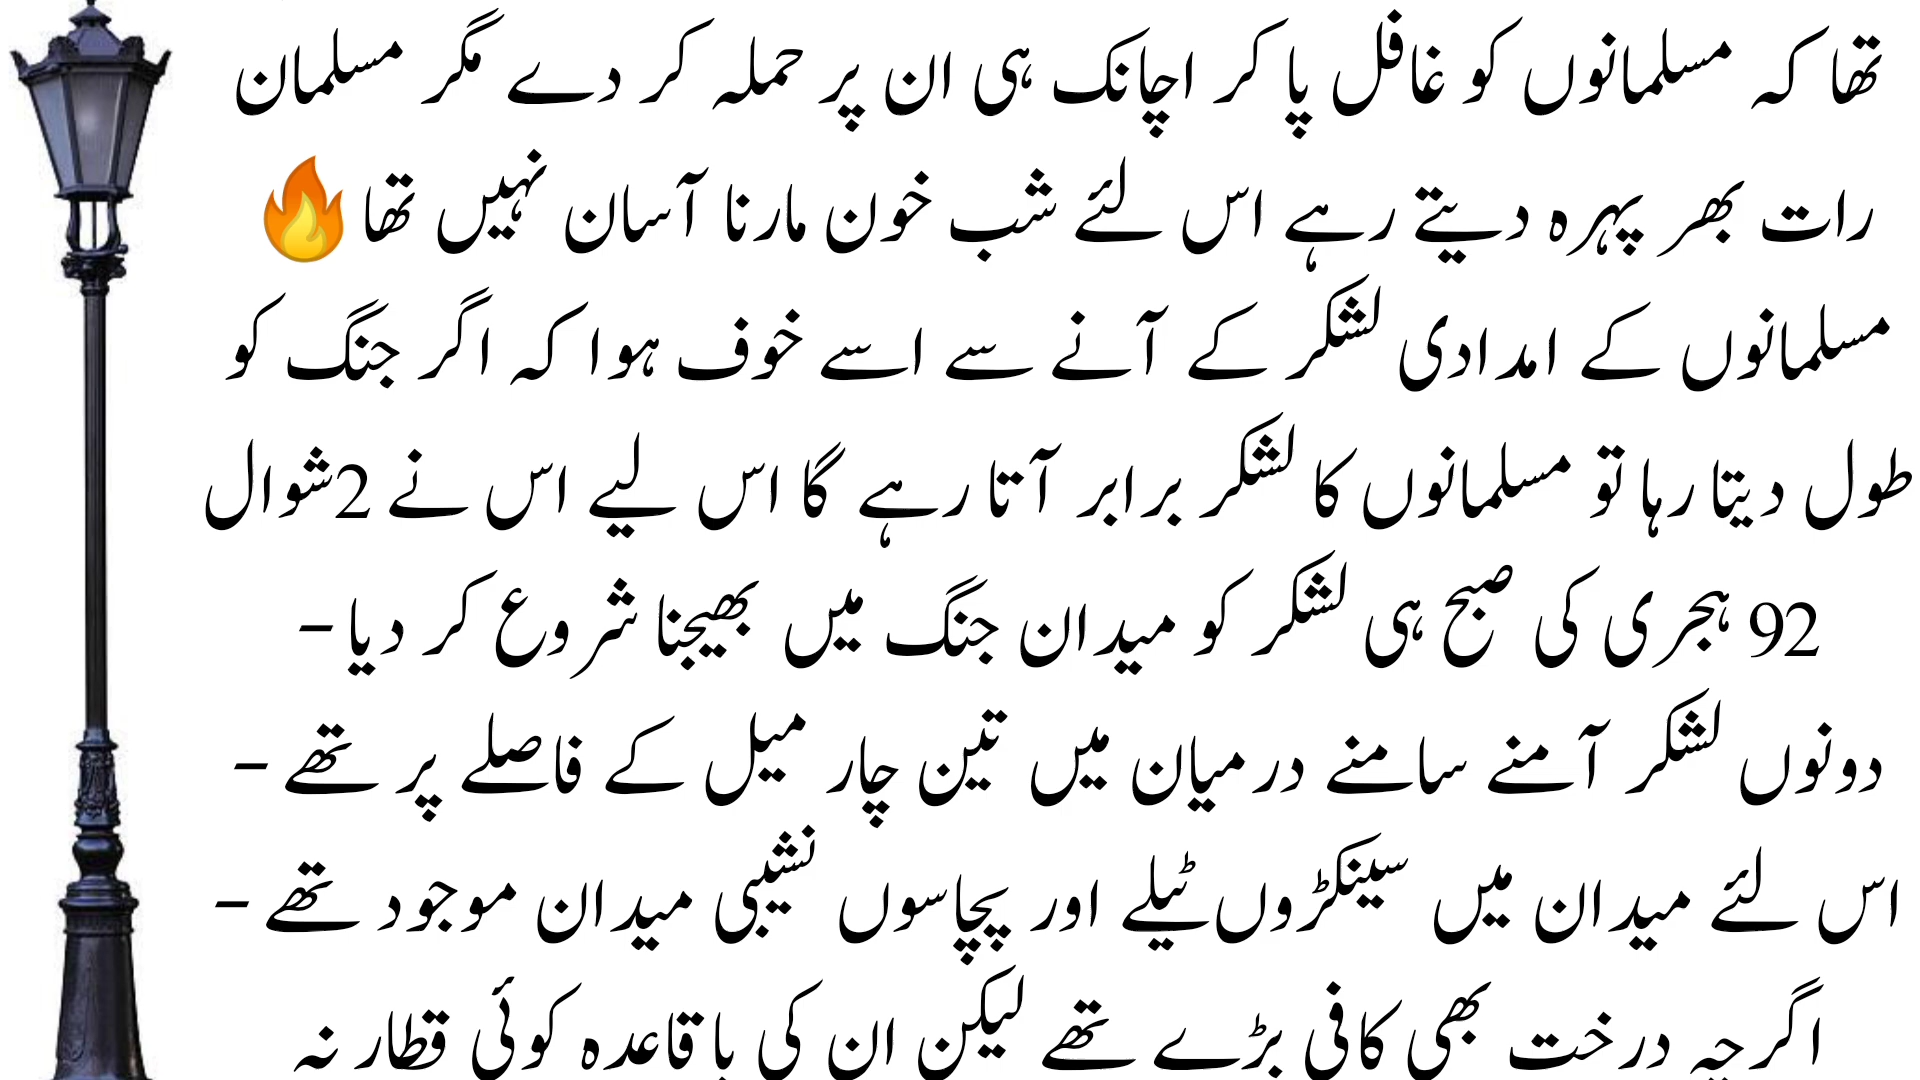 تھا کہ مسلمانوں کو غافل پا کر اچانک ہی ان پر حملہ کر دے مگر مسلمان
رات بھر پہرہ دیتے رہے اس لئے شب خون مارنا آسان نہیں تھا 🔥
مسلمانوں کے امدادی لشکر کے آنے سے اسے خوف ہوا کہ اگر جنگ کو
طول دیتا رہا تو مسلمانوں کا لشکر برابر آتا رہے گا اس لیے اس نے 2شوال
92 ہجری کی صبح ہی لشکر کو میدان جنگ میں بھیجنا شروع کر دیا -
دونوں لشکر آمنے سامنے درمیان میں تین چار میل کے فاصلے پر تھے -
اس لئے میدان میں سینکڑوں ٹیلے اور پچاسوں نشیبی میدان موجود تھے -
اگرچہ درخت بھی کافی بڑے تھے لیکن ان کی باقاعدہ کوئی قطار نہ